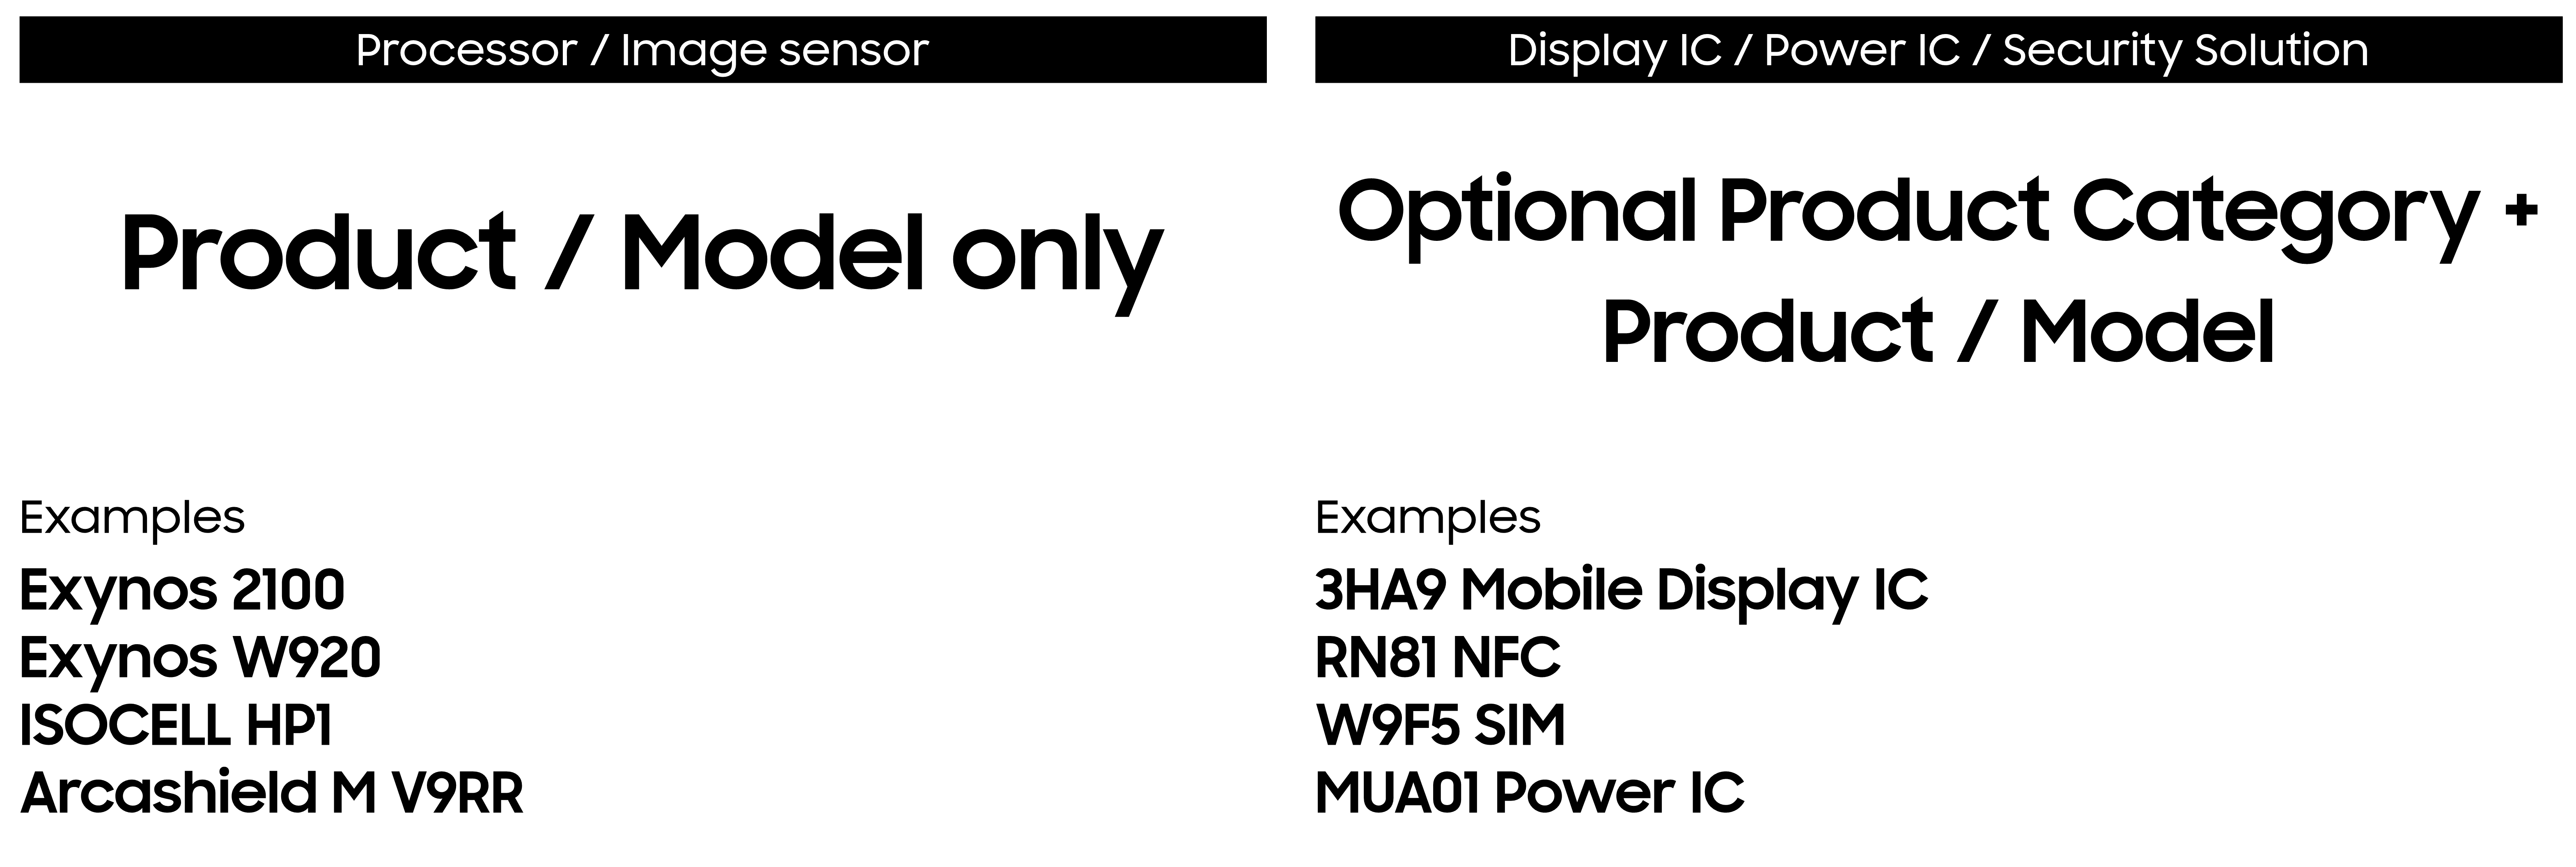 Processor / Image sensor
Product / Model only
Examples
Exynos 2100
Exynos W920
ISOCELL HP1
Arcashield M V9RR
Display IC / Power IC / Security Solution
Optional Product Category +
Product / Model
Examples
3HA9 Mobile Display IC
RN81 NFC
W9F5 SIM
MUA01 Power IC